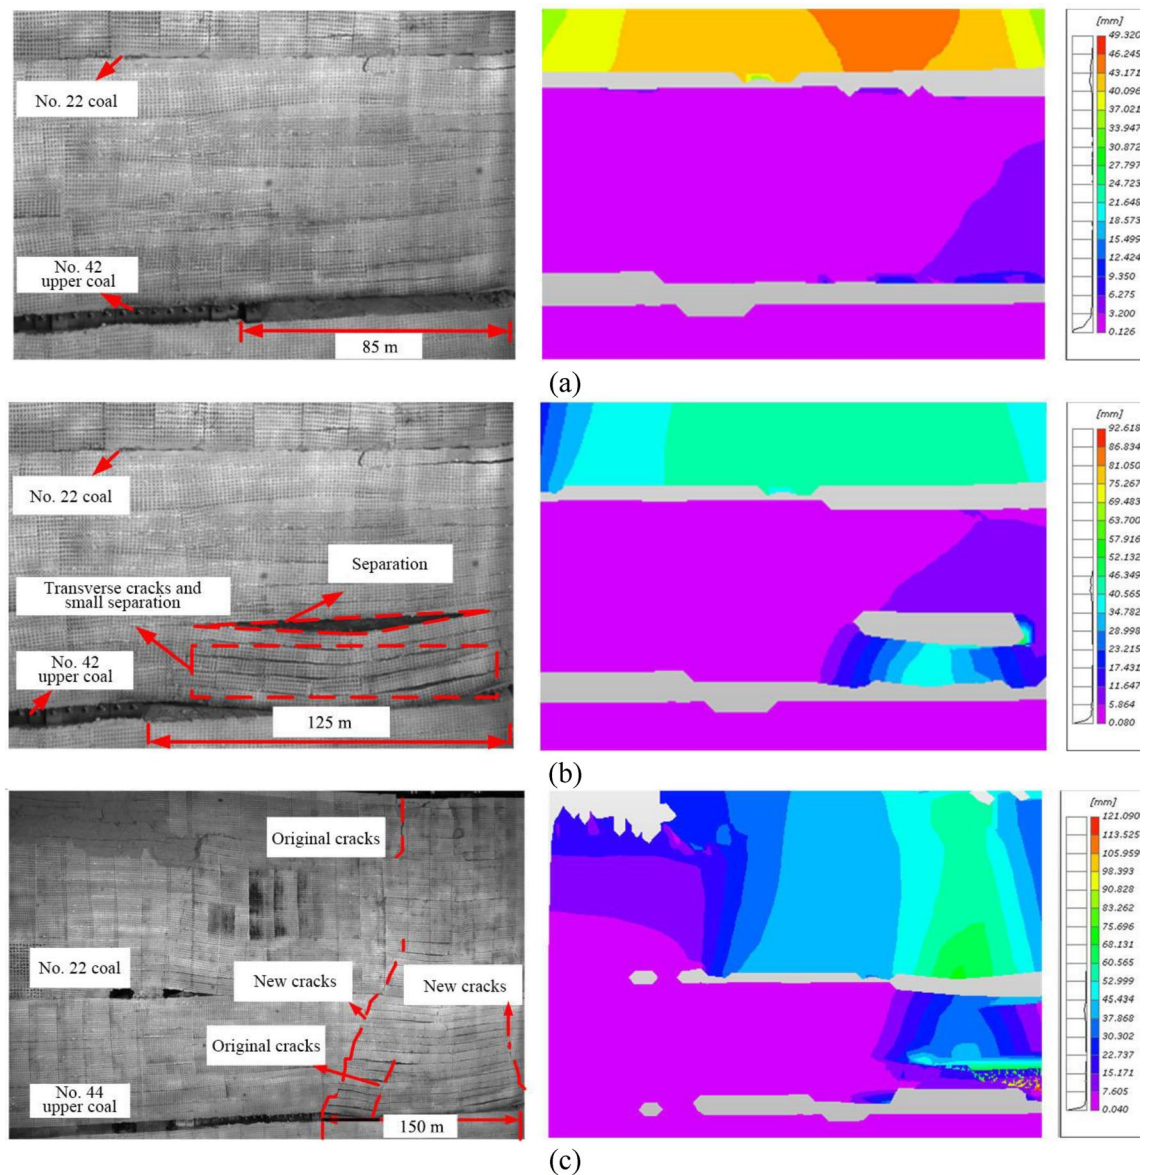 No. 22 coal
No. 42
upper coal
85 m
[mm]
49.320
46.245
43.171
40.096
37.021
33.947
30.872
27.797
24.723
21.648
18.573
15.499
12.424
9.350
6.275
3.200
0.126
(a)
No. 22 coal
Separation
Transverse cracks and
small separation
No. 42
upper coal
125 m
[mm]
92.618
86.834
81.050
75.267
69.483
63.700
57.916
52.132
46.349
40.565
34.782
28.998
23.215
17.431
11.647
5.864
0.080
(b)
Original cracks
No. 22 coal
New cracks
New cracks
Original cracks
No. 44
upper coal
150 m
[mm]
121.090
113.525
105.959
98.393
90.828
83.262
75.696
68.131
60.565
52.999
45.434
37.868
30.302
22.737
15.171
7.605
0.040
(c)